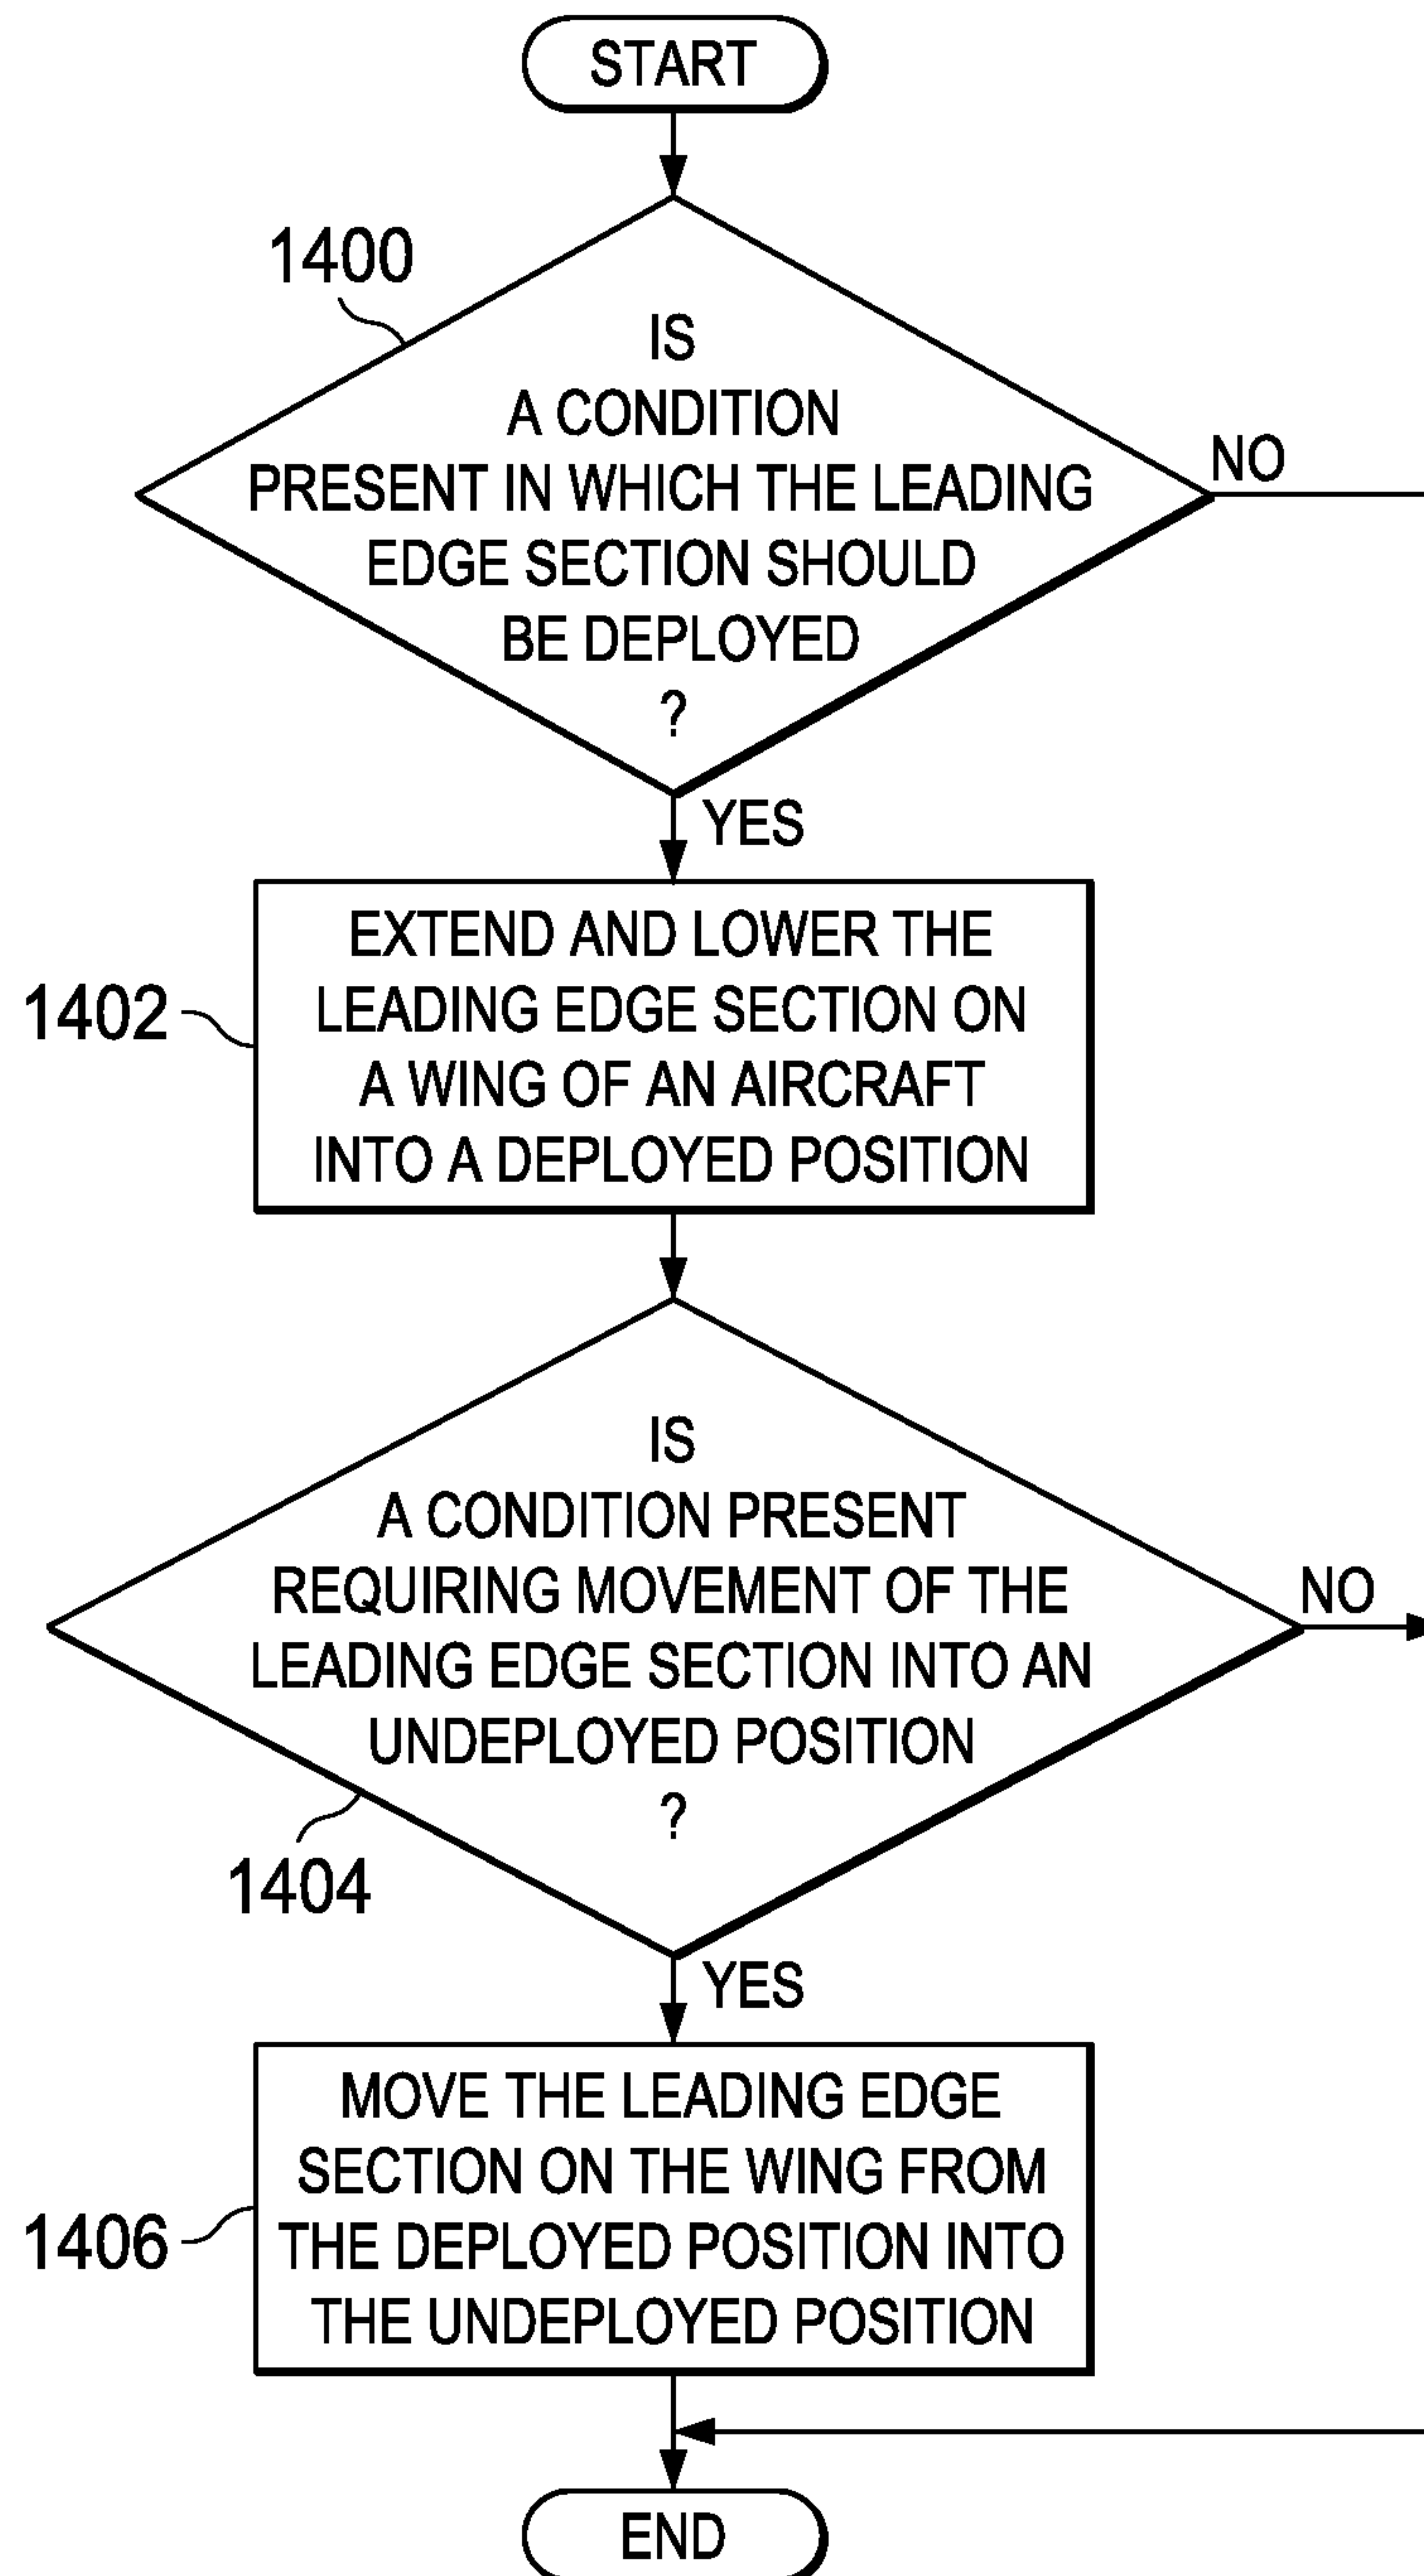 START
1400
IS
A CONDITION
PRESENT IN WHICH THE LEADING
EDGE SECTION SHOULD
BE DEPLOYED
?
NO
YES
1402
EXTEND AND LOWER THE
LEADING EDGE SECTION ON
A WING OF AN AIRCRAFT
INTO A DEPLOYED POSITION
IS
A CONDITION PRESENT
REQUIRING MOVEMENT OF THE
LEADING EDGE SECTION INTO AN
UNDEPLOYED POSITION
?
NO
1404
YES
1406
MOVE THE LEADING EDGE
SECTION ON THE WING FROM
THE DEPLOYED POSITION INTO
THE UNDEPLOYED POSITION
END